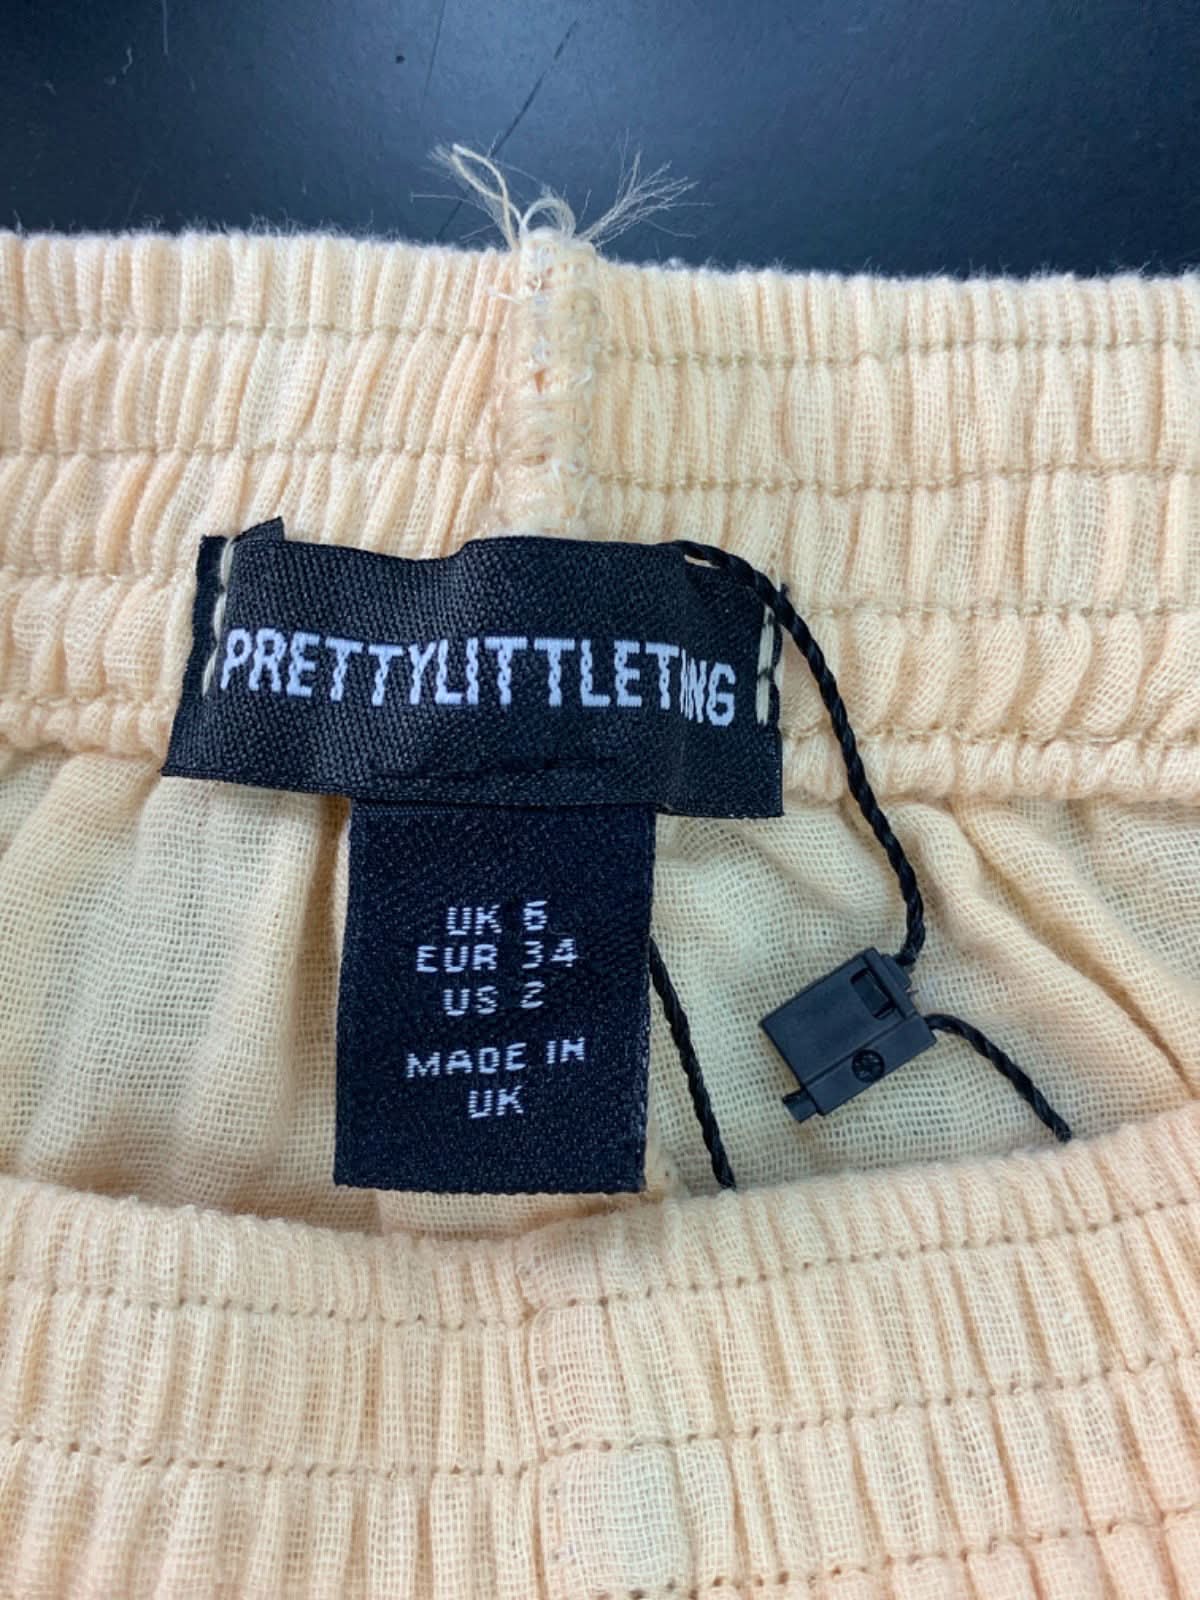 PRETTYLITTLETHING
UK 6
EUR 34
US 2
MADE IN
UK